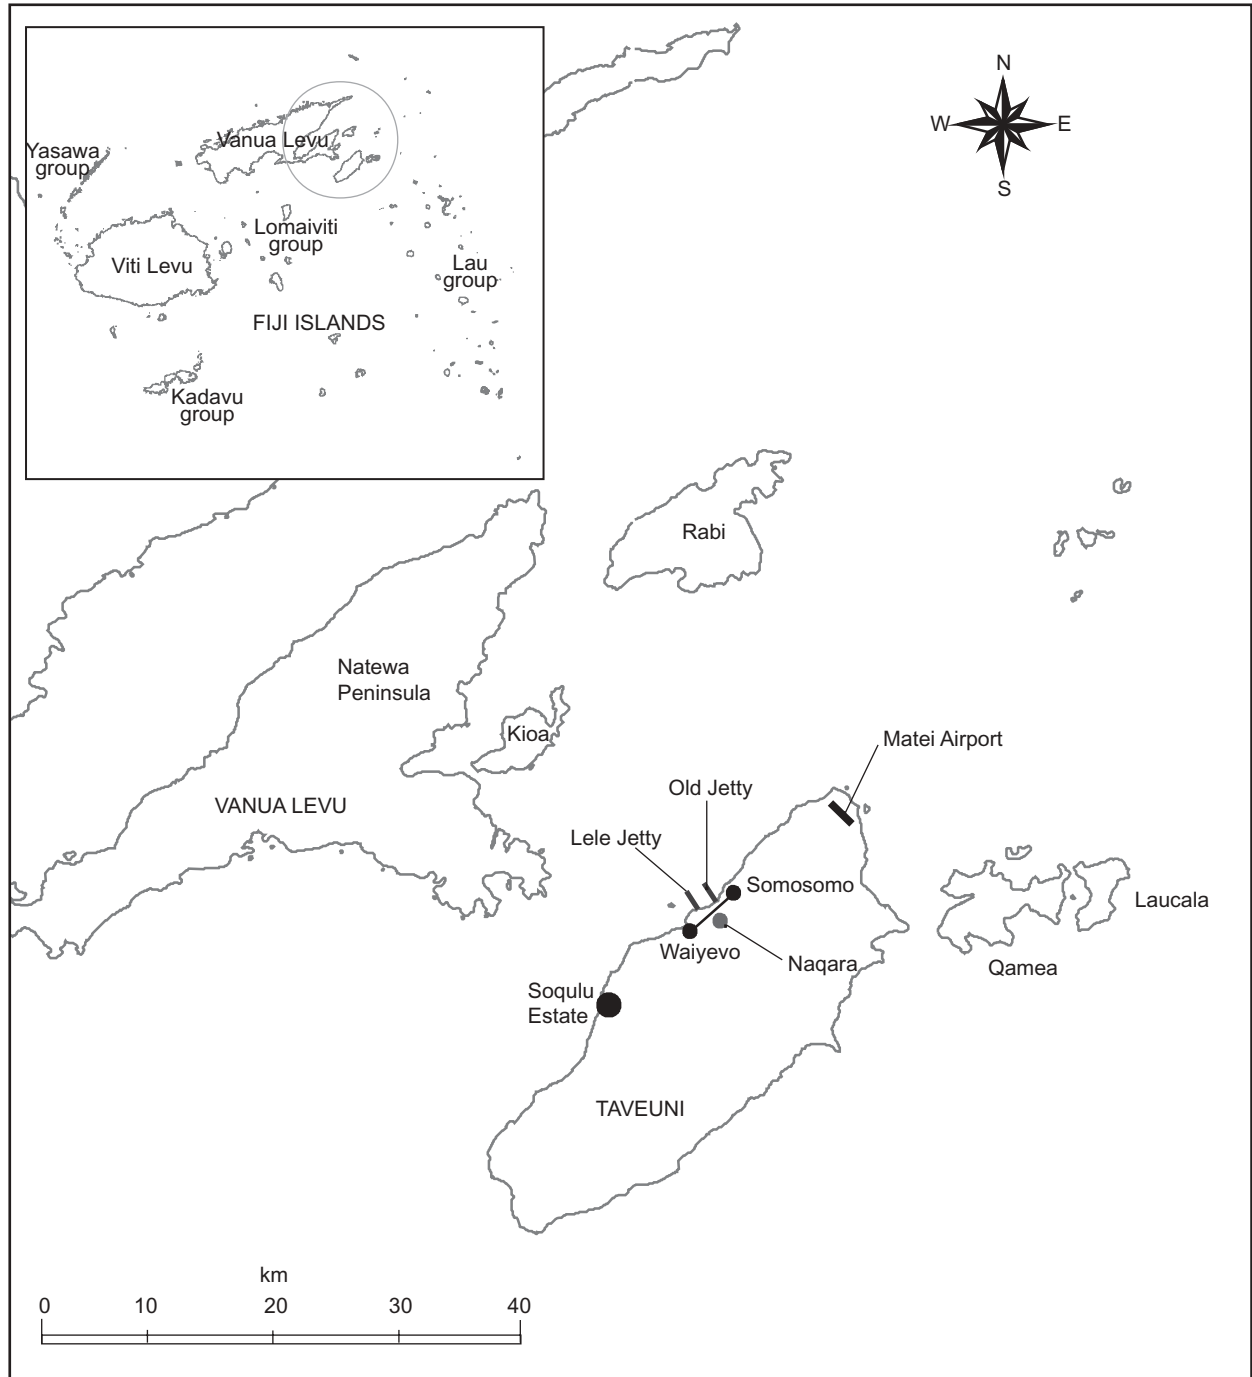 N
W
E
S
Vanua Levu
Yasawa
group
Lomaiviti
group
Viti Levu
Lau
group
FIJI ISLANDS
Kadavu
group
Rabi
Natewa
Peninsula
Kioa
Matei Airport
Old Jetty
VANUA LEVU
Lele Jetty
Somosomo
Laucala
Waiyevo
Naqara
Qamea
Soqulu
Estate
TAVEUNI
km
0 10 20 30 40